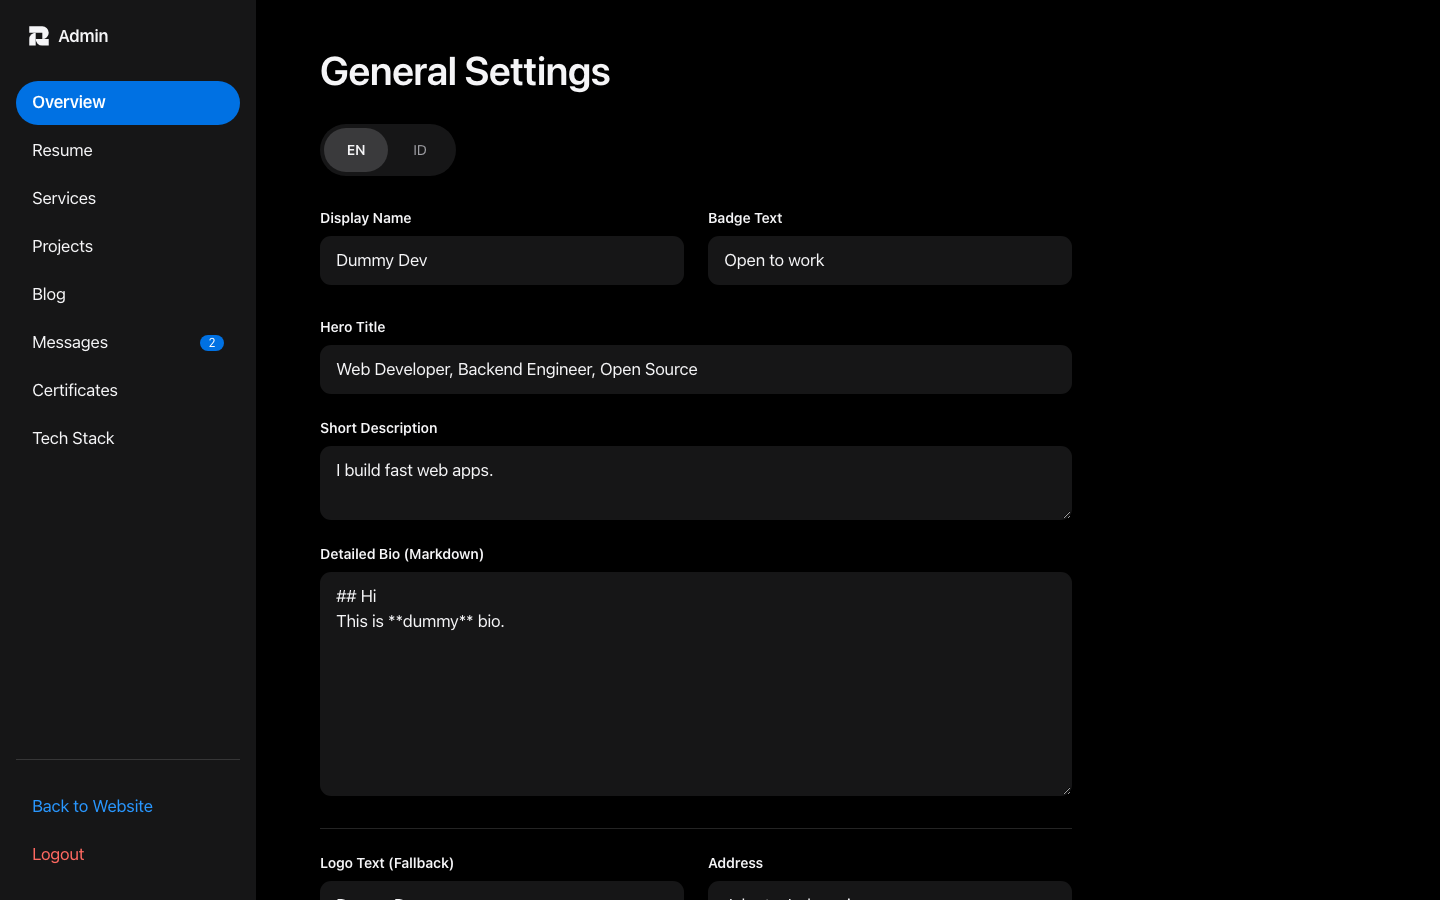 Admin
Overview
Resume
Services
Projects
Blog
Messages 2
Certificates
Tech Stack
Back to Website
Logout
General Settings
EN ID
Display Name Badge Text
Dummy Dev Open to work
Hero Title
Web Developer, Backend Engineer, Open Source
Short Description
I build fast web apps.
Detailed Bio (Markdown)
## Hi
This is **dummy** bio.
Logo Text (Fallback) Address